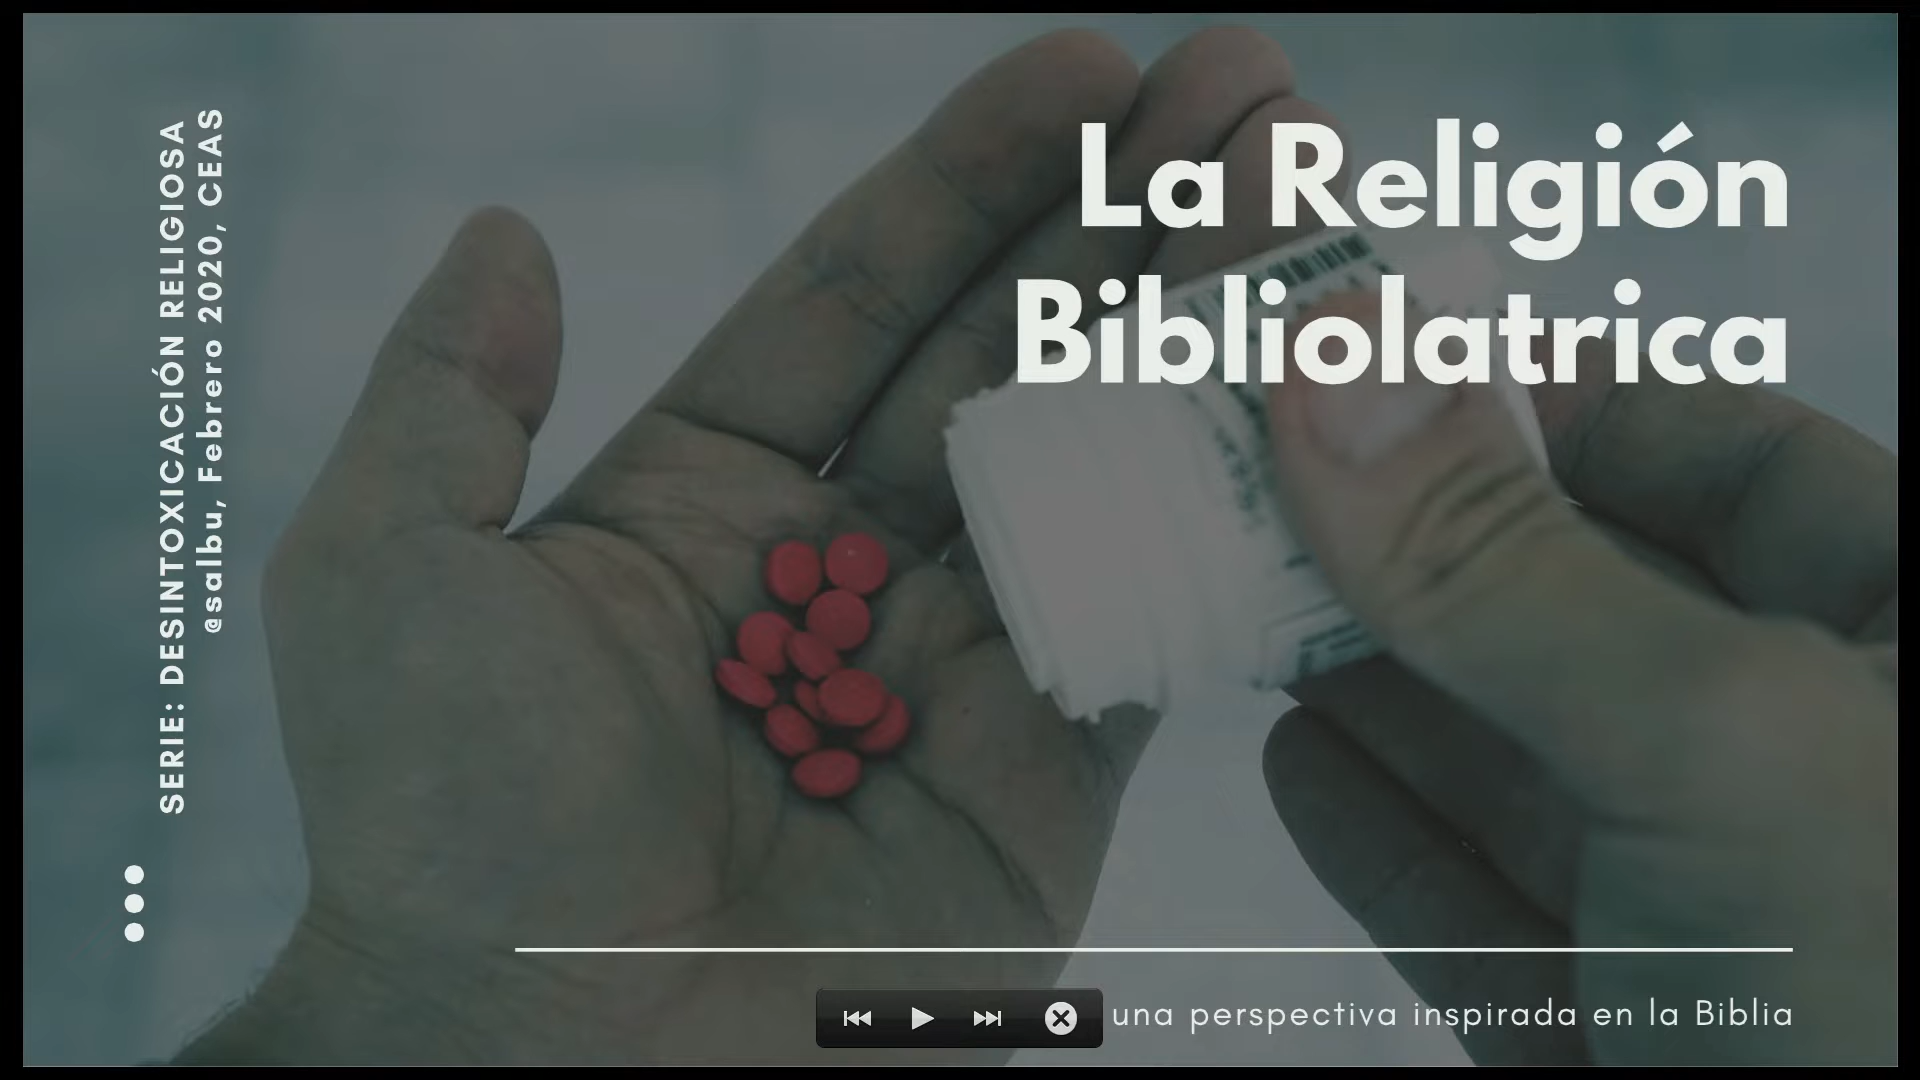 La Religión
Bibliolatrica
SERIE: DESINTOXICACIÓN RELIGIOSA
@salbu, Febrero 2020, CEAS
una perspectiva inspirada en la Biblia